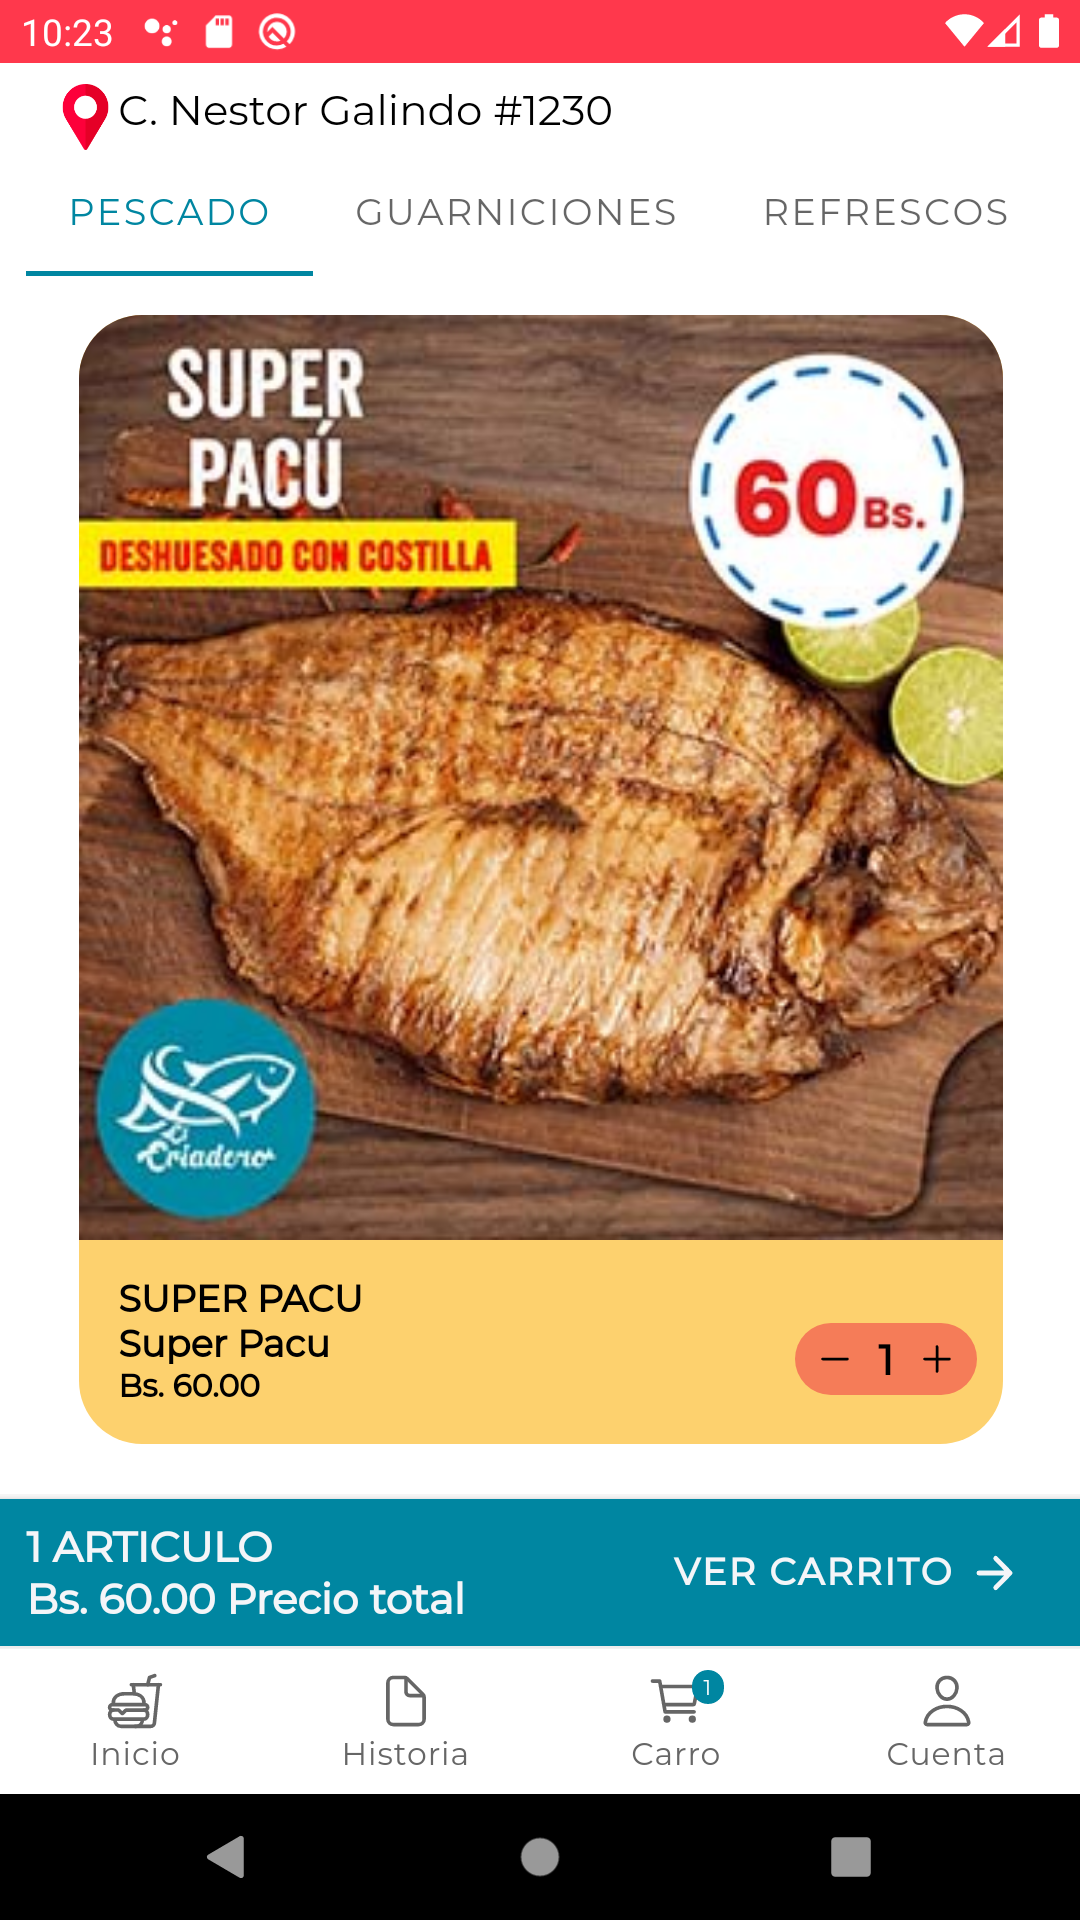 10:23
C. Nestor Galindo #1230
PESCADO GUARNICIONES REFRESCOS
SUPER
PACÚ
DESHUESADO CON COSTILLA
60 Bs.
El
Criadero
SUPER PACU
Super Pacu
Bs. 60.00
1
1 ARTICULO
Bs. 60.00 Precio total
VER CARRITO
1
Inicio Historia Carro Cuenta